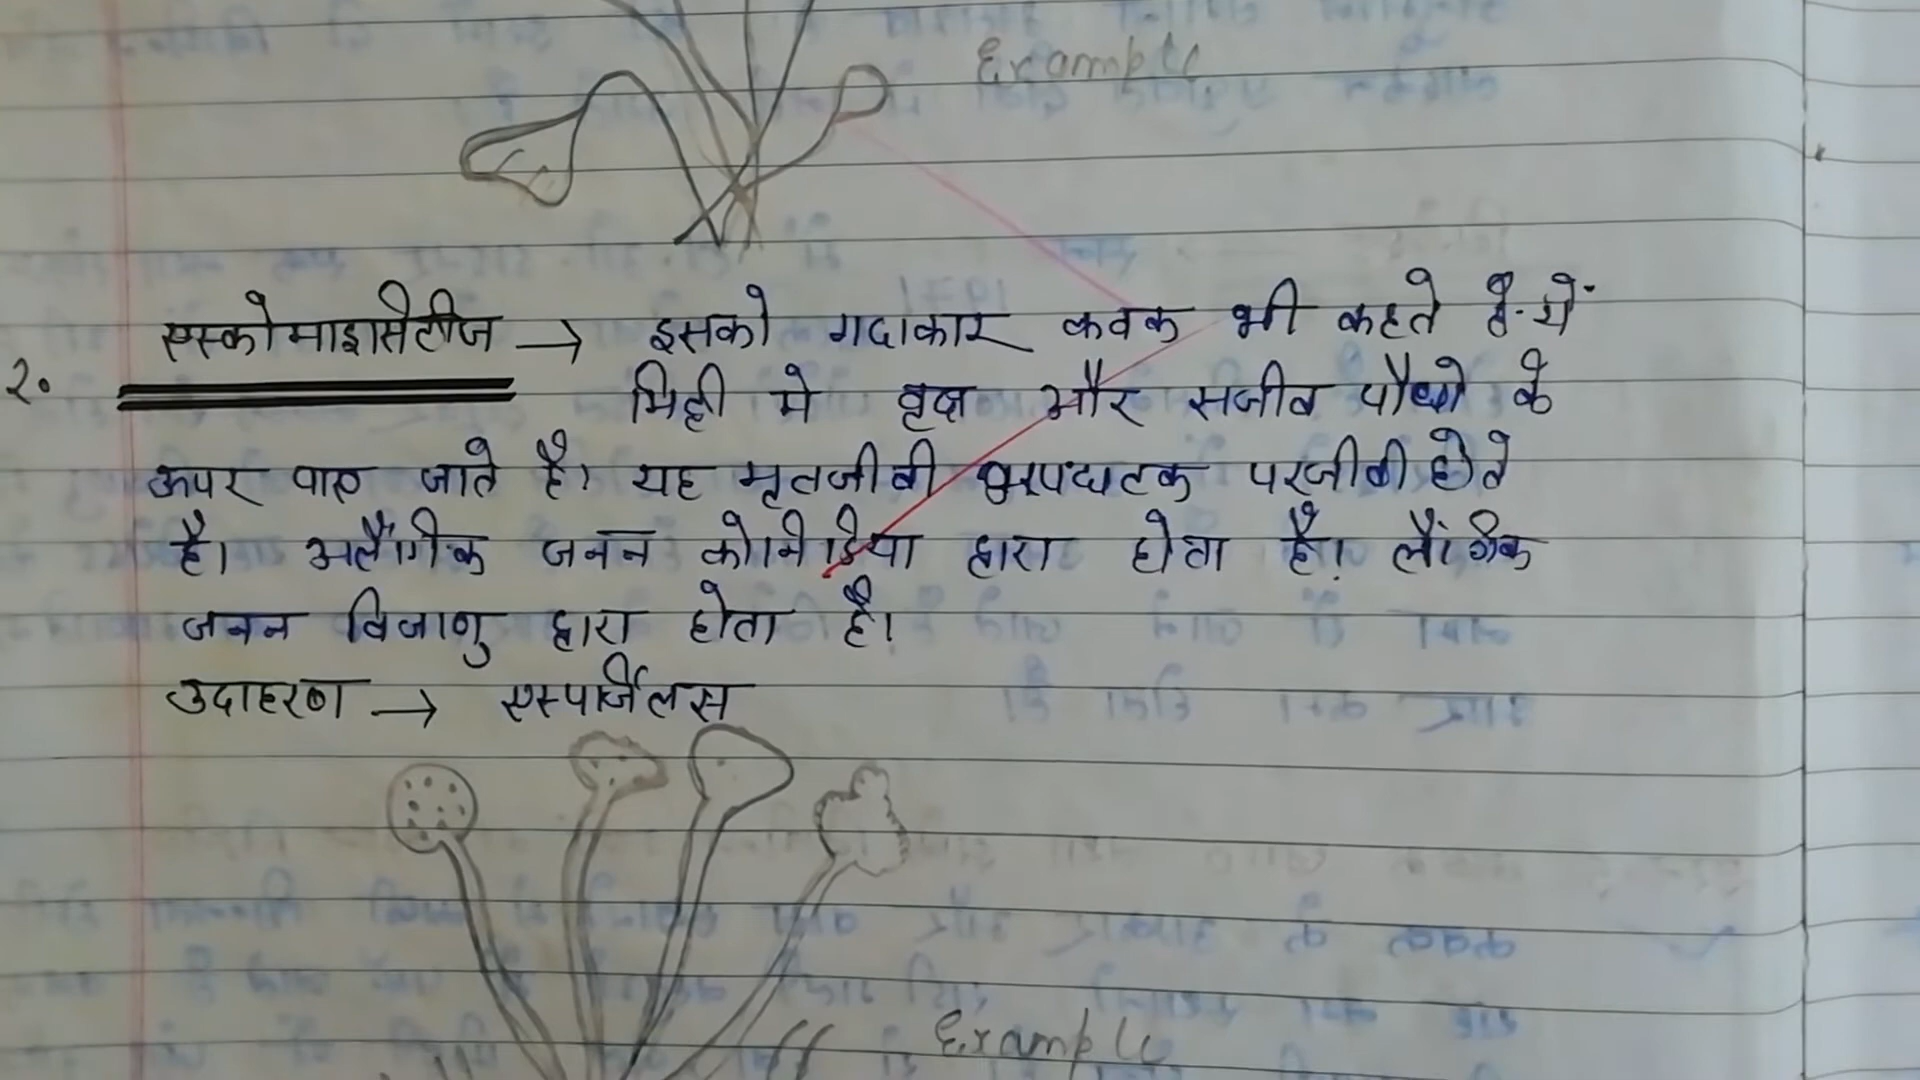 Example
एस्कोमाइसिटीज → इसको गदाकार कवक भी कहते है. ये
२. मिट्टी मे वृक्ष और सजीव पौधो के
ऊपर पाए जाते है। यह मृतजीवी अपघटक परजीवी होते
है। अलैंगीक जनन कोनिडिया द्वारा होता है। लैंगिक
जनन विजाणु द्वारा होता है।
उदाहरण → एस्पर्जिलस
Example